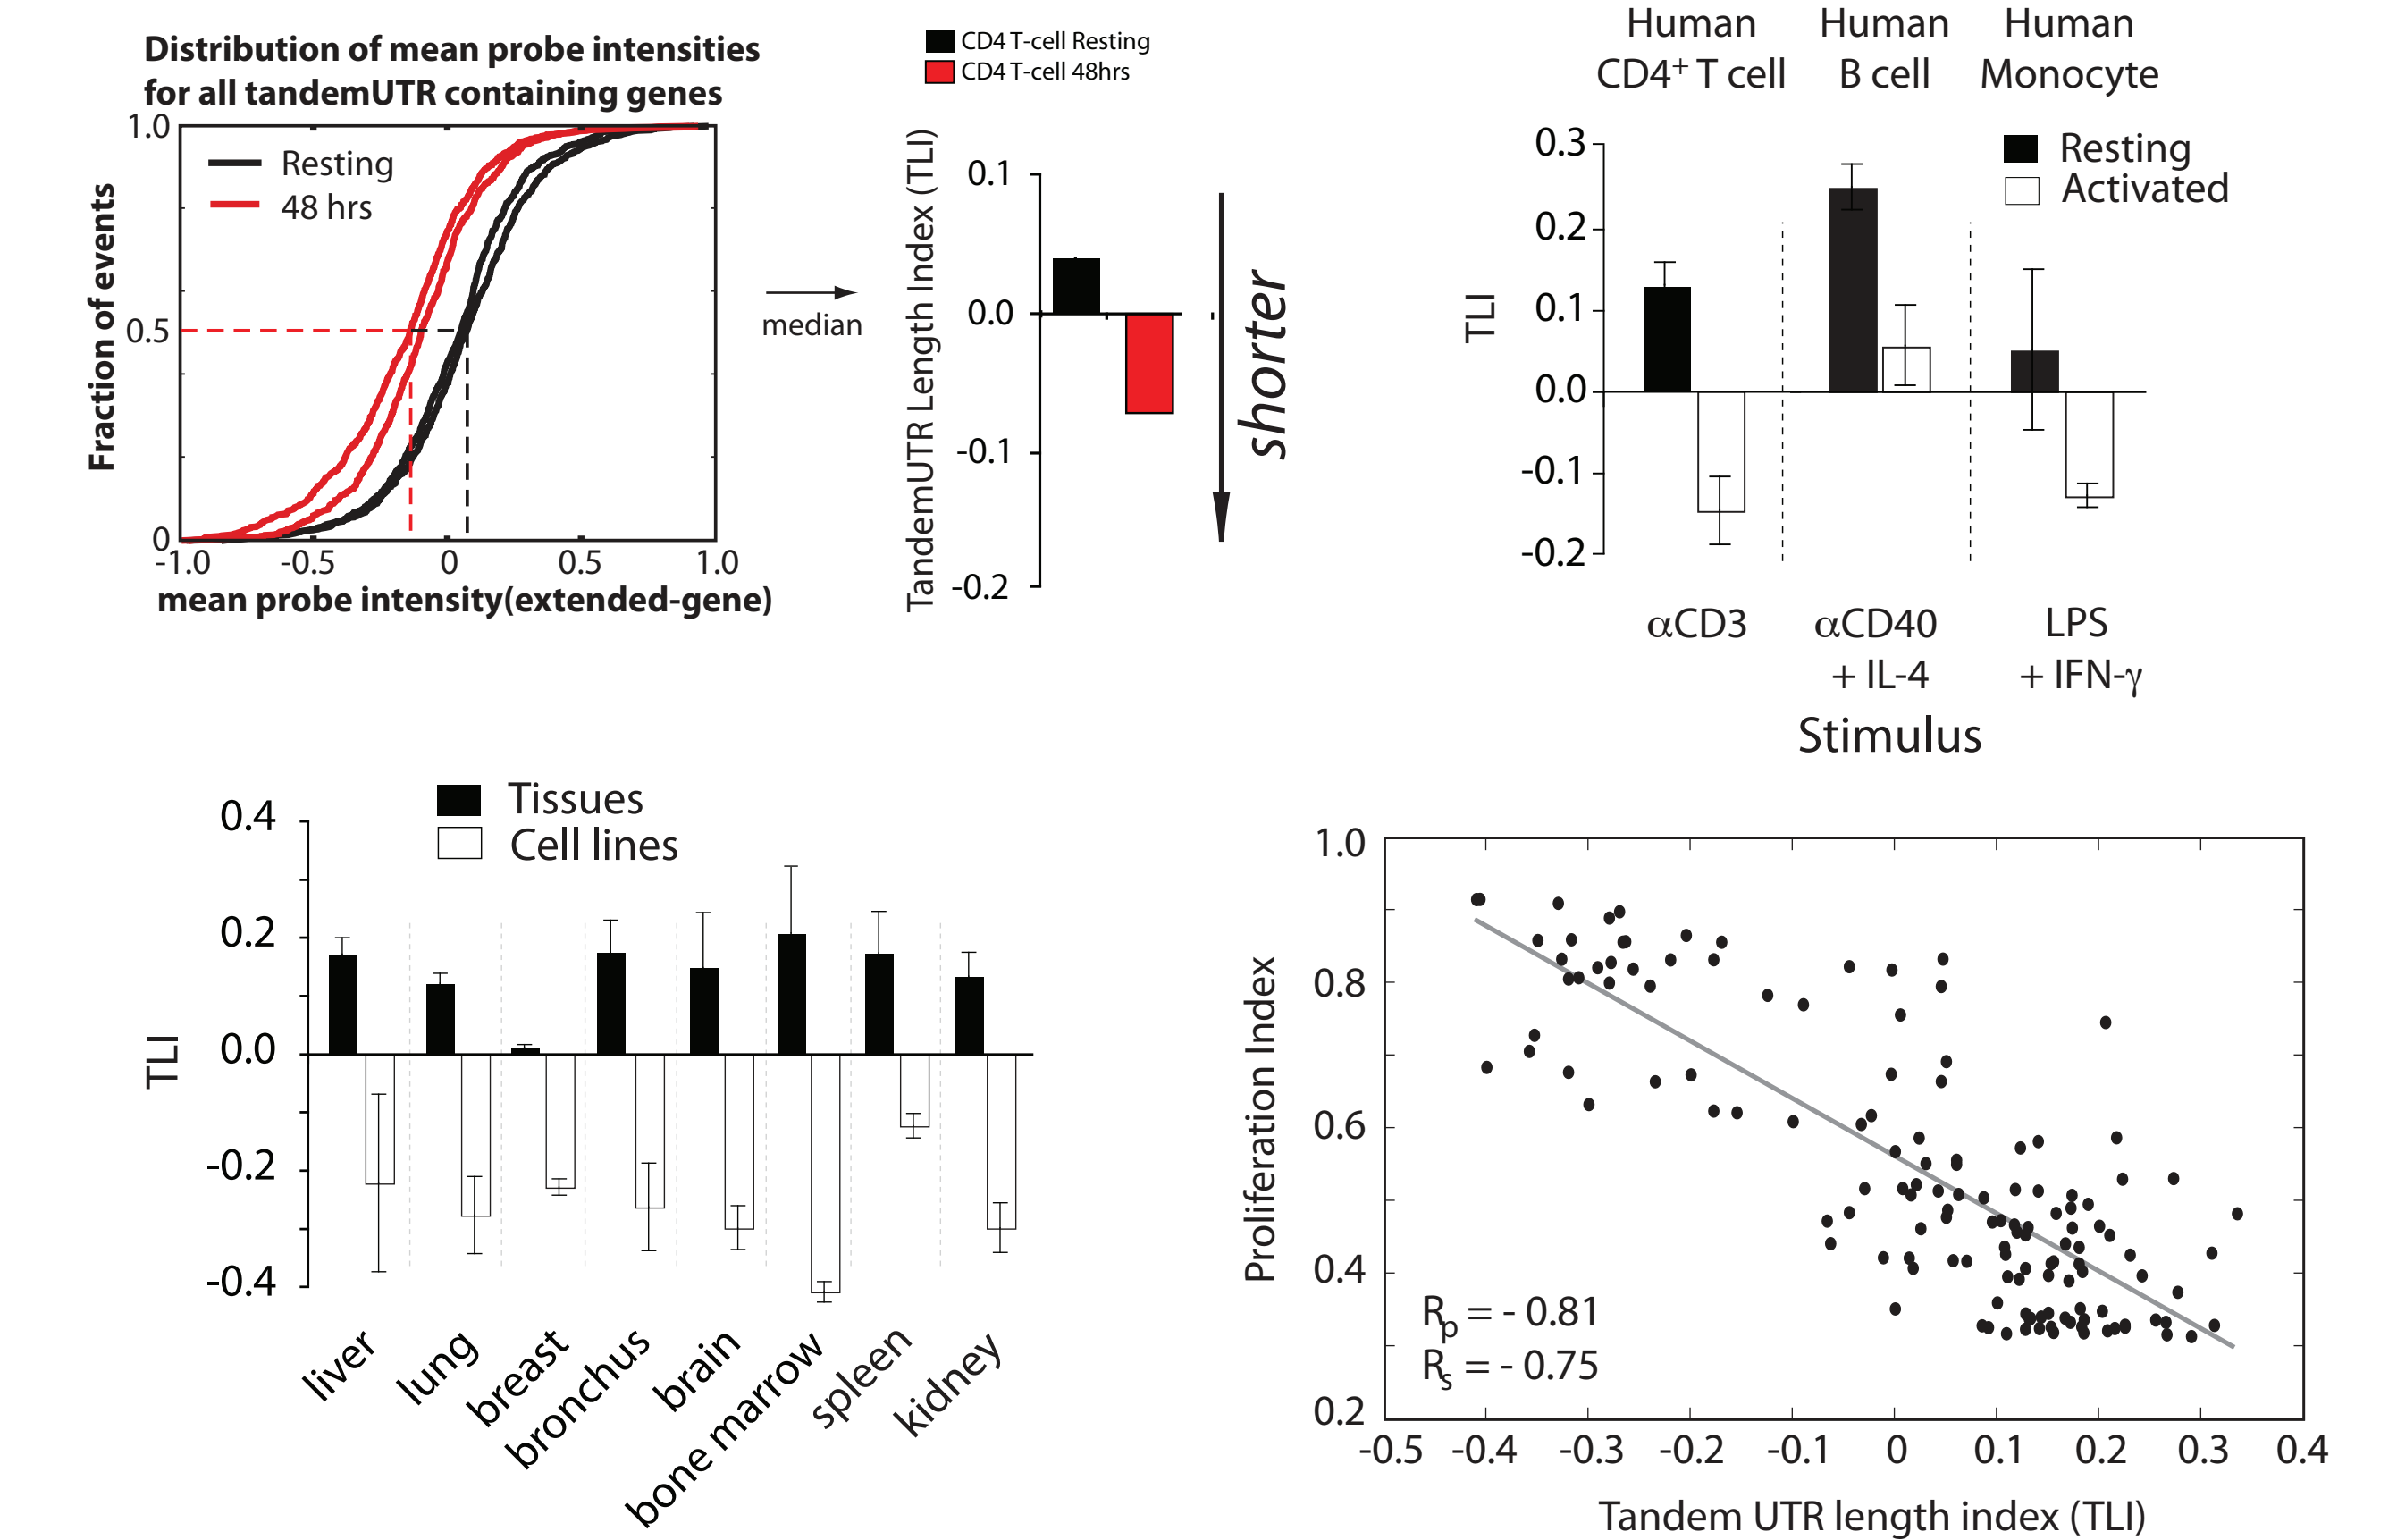 Distribution of mean probe intensities
for all tandemUTR containing genes
1.0
0.5
0
Fraction of events
Resting
48 hrs
-1.0 -0.5 0 0.5 1.0
mean probe intensity(extended-gene)
median
CD4 T-cell Resting
CD4 T-cell 48hrs
TandemUTR Length Index (TLI)
0.1
0.0
-0.1
-0.2
shorter
Human Human Human
CD4+ T cell B cell Monocyte
Resting
Activated
TLI
0.3
0.2
0.1
0.0
-0.1
-0.2
αCD3 αCD40 LPS
+ IL-4 + IFN-γ
Stimulus
Tissues
Cell lines
TLI
0.4
0.2
0.0
-0.2
-0.4
liver
lung
breast
bronchus
brain
bone marrow
spleen
kidney
Proliferation Index
1.0
0.8
0.6
0.4
0.2
Rp = - 0.81
Rs = - 0.75
-0.5 -0.4 -0.3 -0.2 -0.1 0 0.1 0.2 0.3 0.4
Tandem UTR length index (TLI)